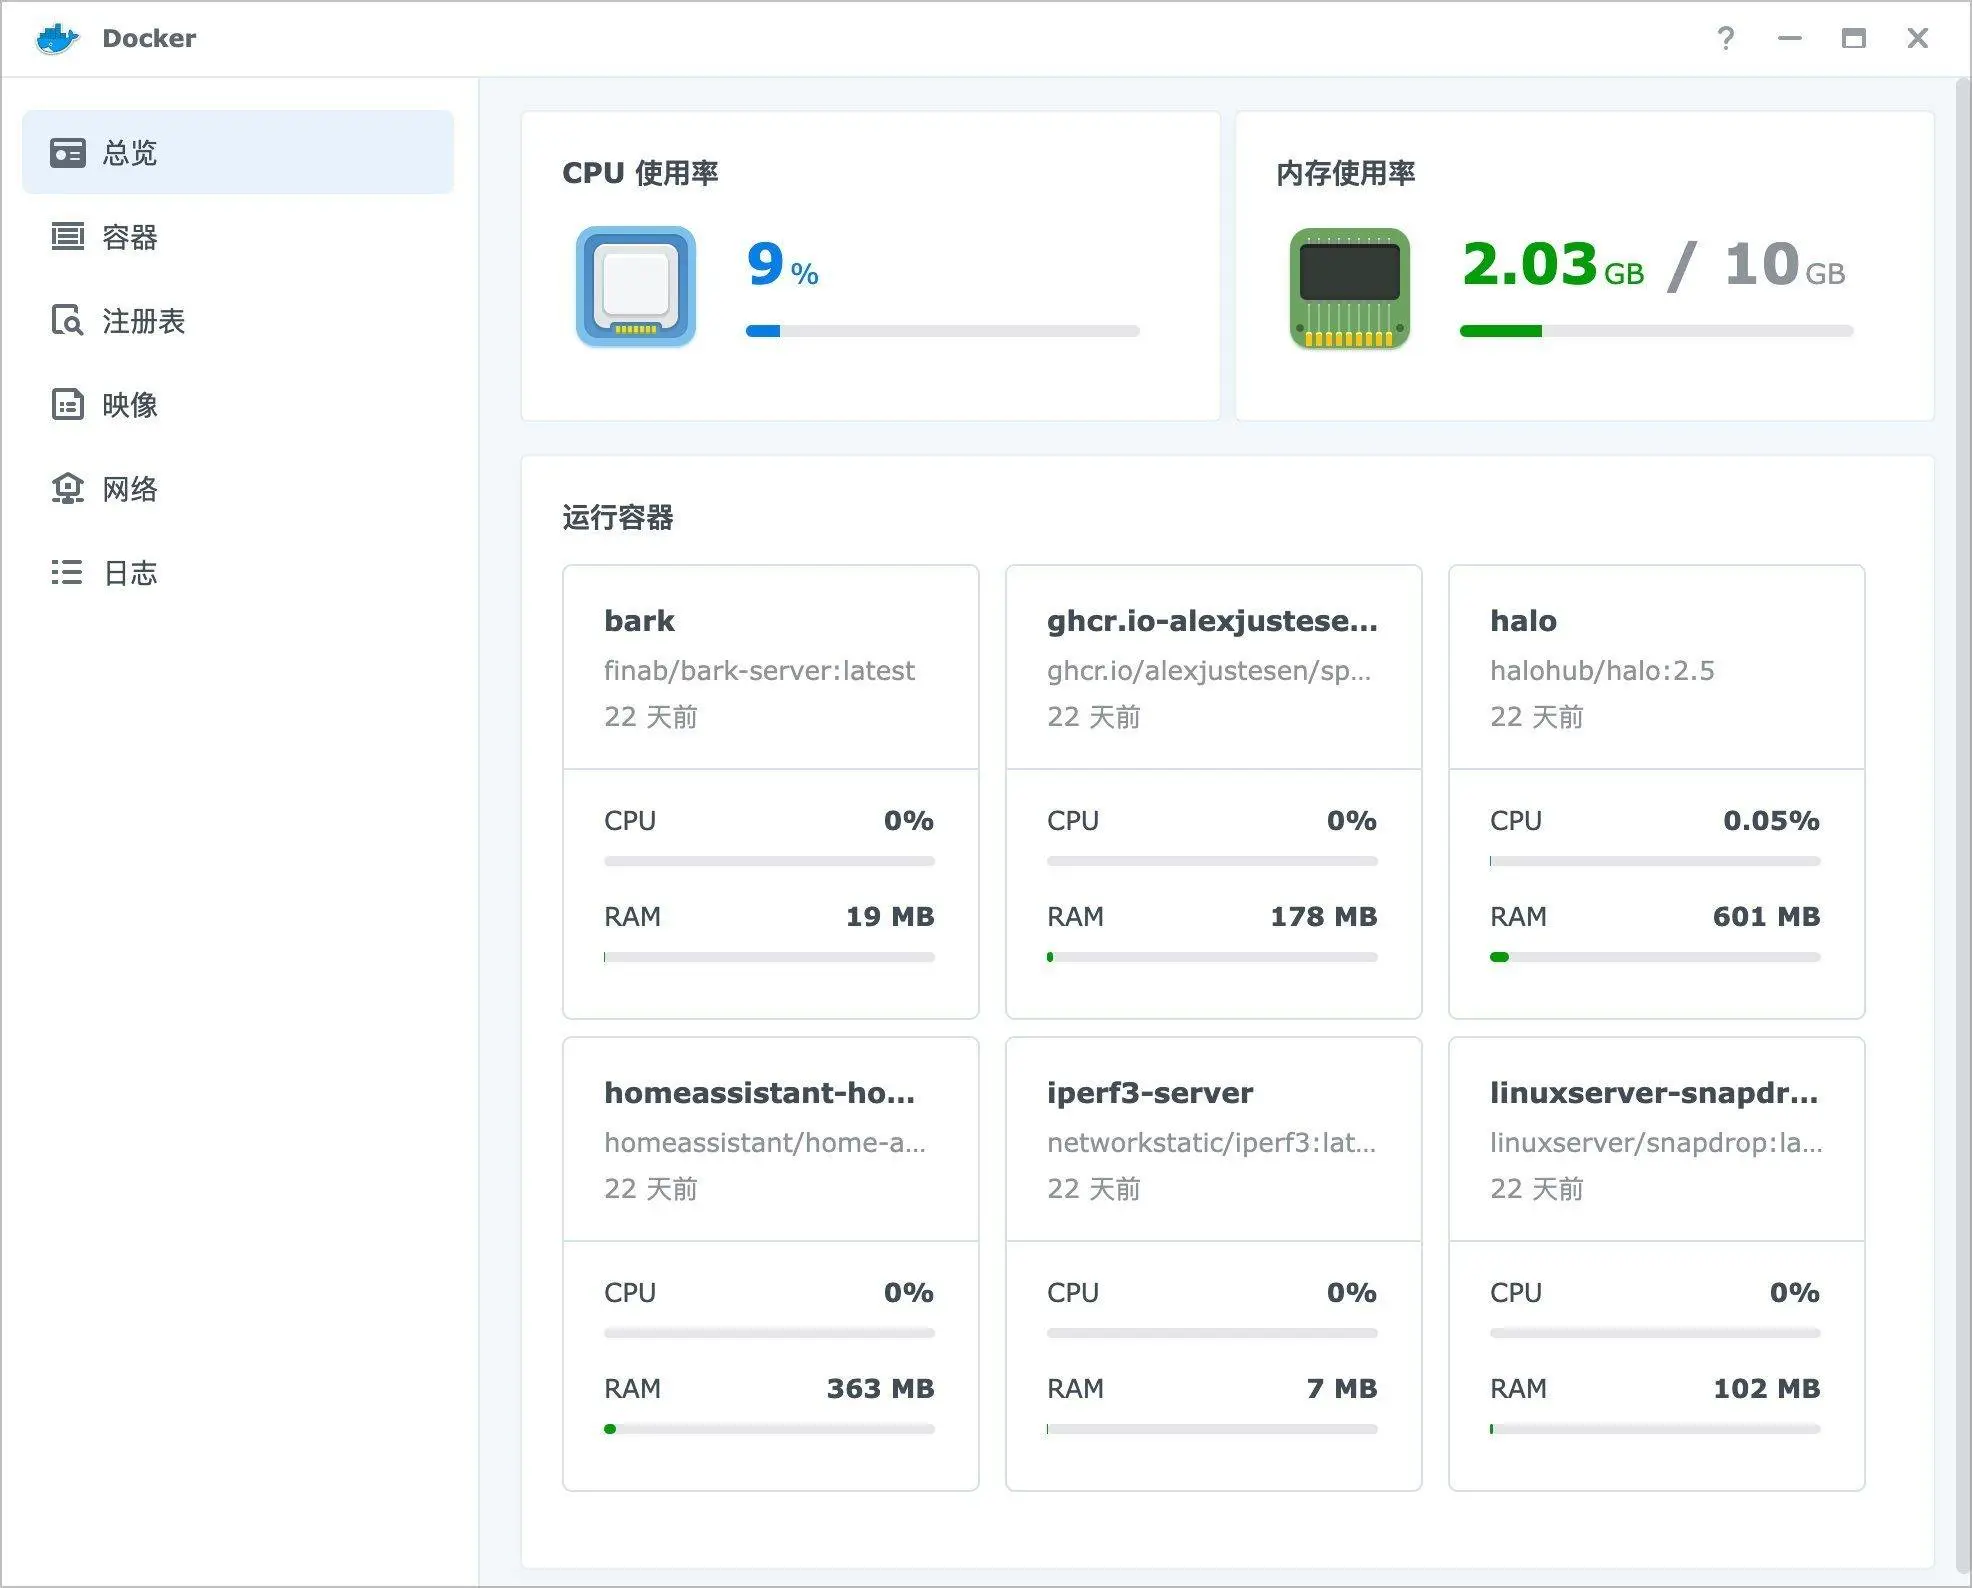 Docker
?
总览
容器
注册表
映像
网络
日志
CPU 使用率
9 %
内存使用率
2.03 GB / 10 GB
运行容器
bark
finab/bark-server:latest
22 天前
CPU 0%
RAM 19 MB
ghcr.io-alexjustese...
ghcr.io/alexjustesen/sp...
22 天前
CPU 0%
RAM 178 MB
halo
halohub/halo:2.5
22 天前
CPU 0.05%
RAM 601 MB
homeassistant-ho...
homeassistant/home-a...
22 天前
CPU 0%
RAM 363 MB
iperf3-server
networkstatic/iperf3:lat...
22 天前
CPU 0%
RAM 7 MB
linuxserver-snapdr...
linuxserver/snapdrop:la...
22 天前
CPU 0%
RAM 102 MB